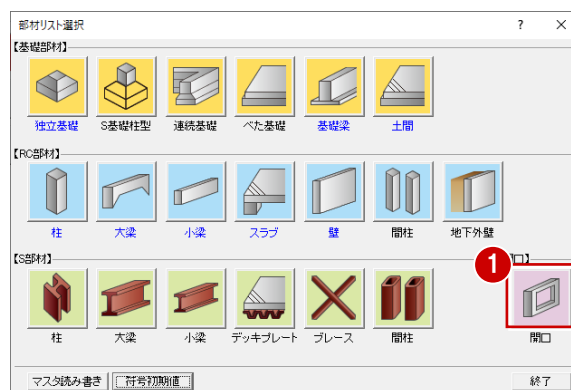 部材リスト選択 ? ×
【基礎部材】
独立基礎 S基礎柱型 連続基礎 べた基礎 基礎梁 土間
【RC部材】
柱 大梁 小梁 スラブ 壁 間柱 地下外壁
【S部材】 口】
1
柱 大梁 小梁 デッキプレート ブレース 間柱 開口
マスタ読み書き 符号初期値 終了